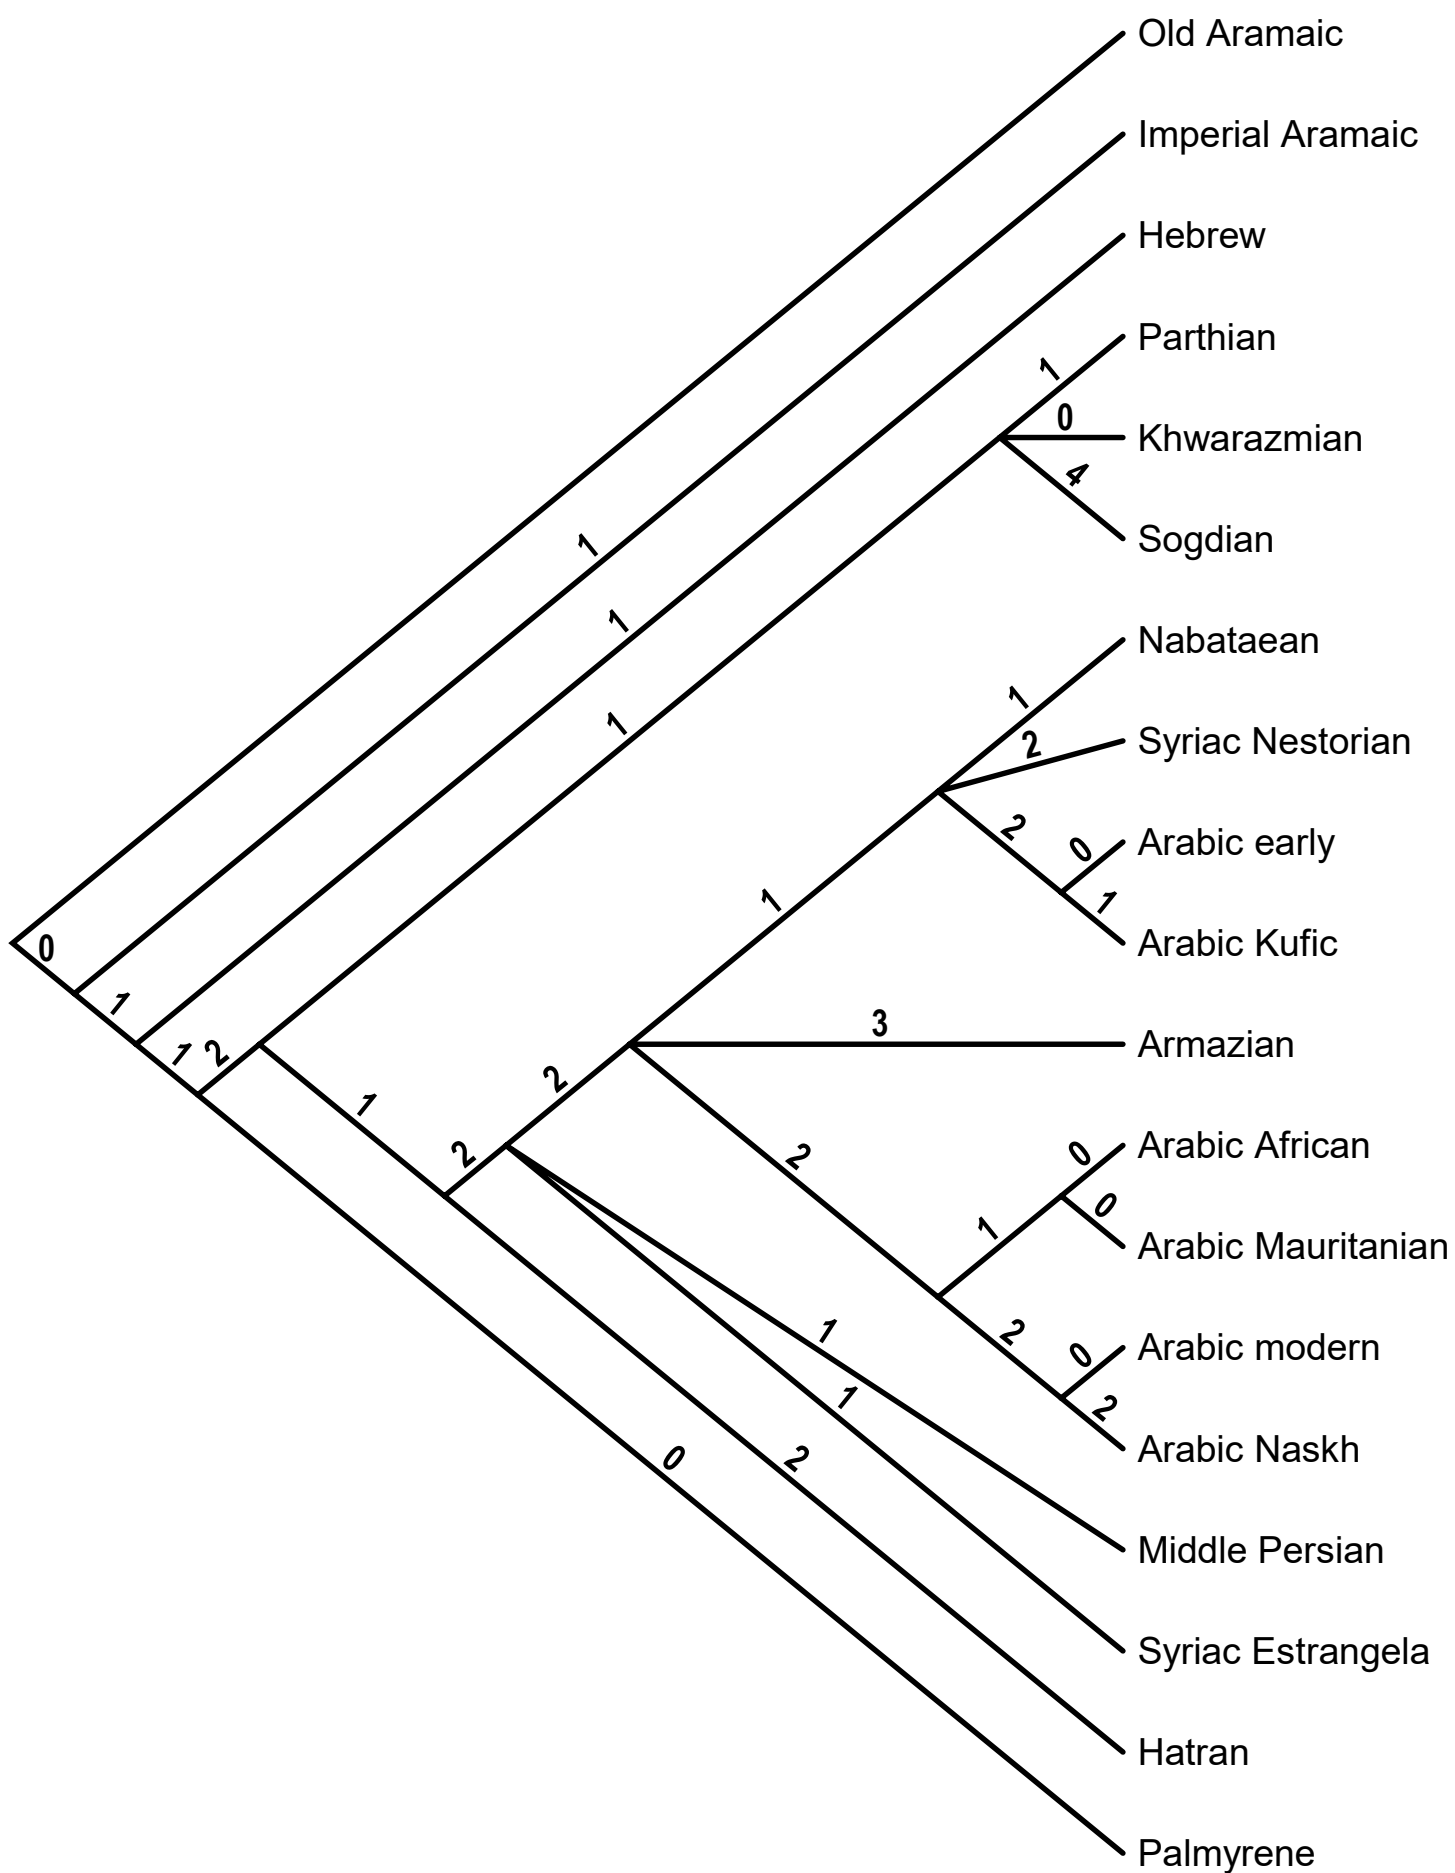 Old Aramaic
Imperial Aramaic
Hebrew
Parthian
1
0
Khwarazmian
4
Sogdian
1
1
Nabataean
1
1
2
Syriac Nestorian
2
0
Arabic early
1
1
Arabic Kufic
0
1
3
Armazian
1
2
2
1
2
2
0
Arabic African
0
1
Arabic Mauritanian
1
2
0
Arabic modern
1
2
Arabic Naskh
0
2
Middle Persian
Syriac Estrangela
Hatran
Palmyrene